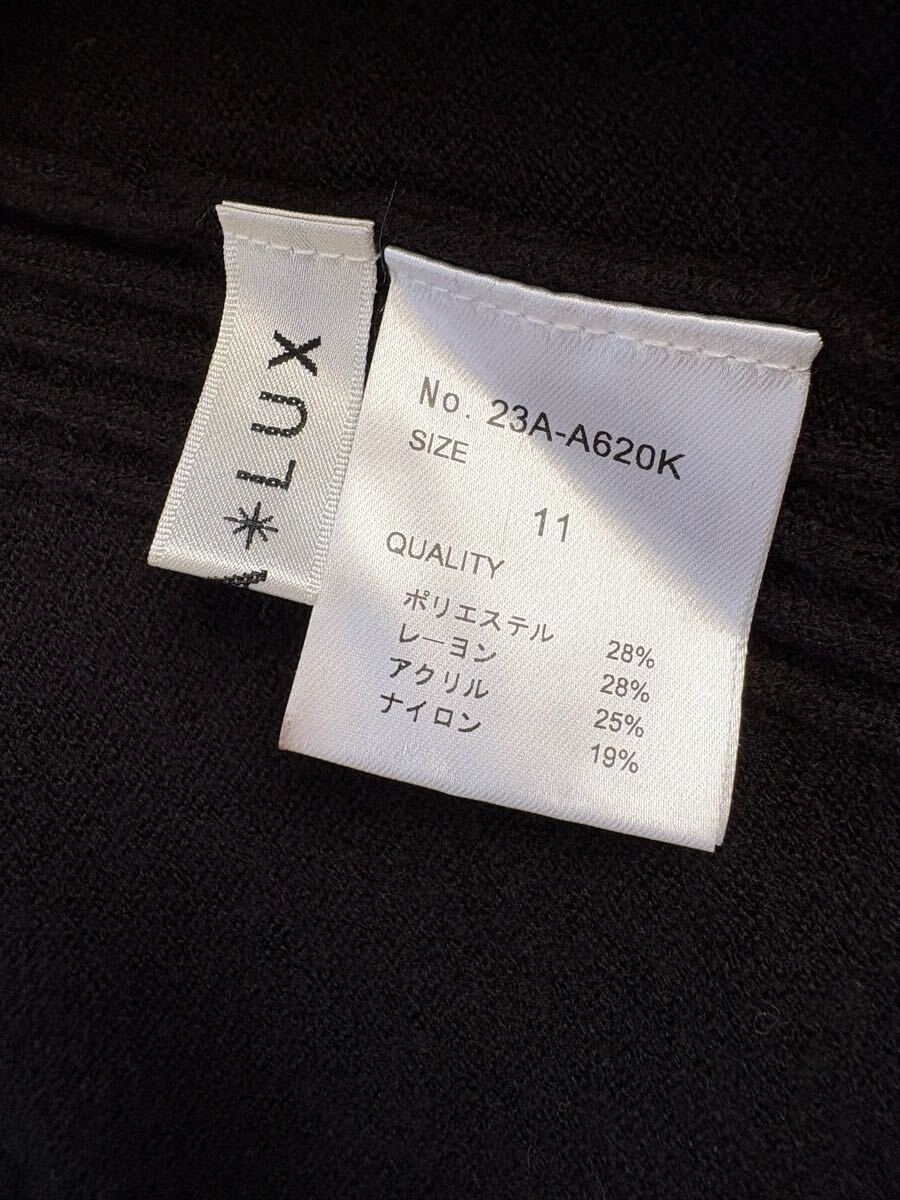 *LUX
No. 23A-A620K
SIZE
11
QUALITY
ポリエステル 28%
レーヨン 28%
アクリル 25%
ナイロン 19%